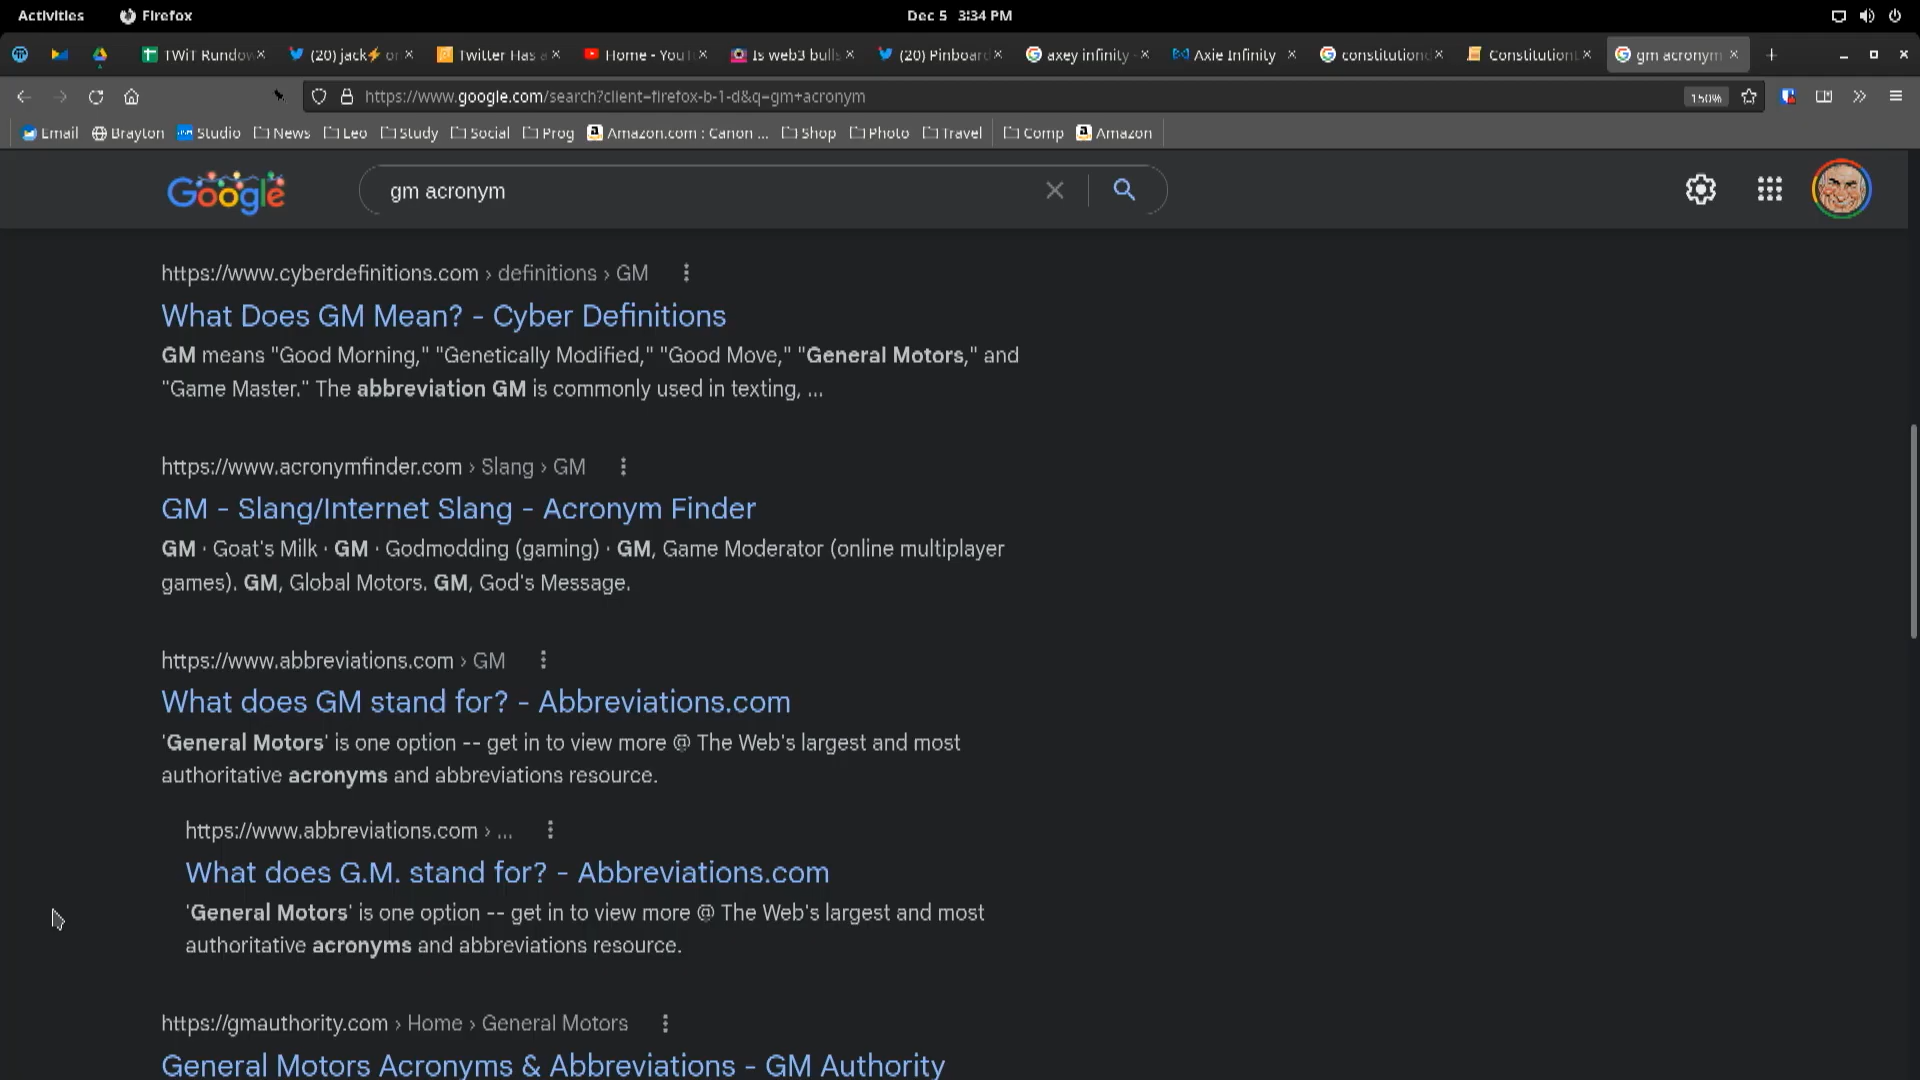 Activities Firefox Dec 5 3:34 PM
TWiT Rundow (20) jack⚡ or Twitter Has a Home - YouT Is web3 bulls (20) Pinboard axey infinity - Axie Infinity constitutiond Constitution gm acronym
https://www.google.com/search?client=firefox-b-1-d&q=gm+acronym 150%
Email Brayton Studio News Leo Study Social Prog Amazon.com : Canon ... Shop Photo Travel Comp Amazon
Google gm acronym
https://www.cyberdefinitions.com › definitions › GM
What Does GM Mean? - Cyber Definitions
GM means "Good Morning," "Genetically Modified," "Good Move," "General Motors," and
"Game Master." The abbreviation GM is commonly used in texting, ...
https://www.acronymfinder.com › Slang › GM
GM - Slang/Internet Slang - Acronym Finder
GM · Goat's Milk · GM · Godmodding (gaming) · GM, Game Moderator (online multiplayer
games). GM, Global Motors. GM, God's Message.
https://www.abbreviations.com › GM
What does GM stand for? - Abbreviations.com
'General Motors' is one option -- get in to view more @ The Web's largest and most
authoritative acronyms and abbreviations resource.
https://www.abbreviations.com › ...
What does G.M. stand for? - Abbreviations.com
'General Motors' is one option -- get in to view more @ The Web's largest and most
authoritative acronyms and abbreviations resource.
https://gmauthority.com › Home › General Motors
General Motors Acronyms & Abbreviations - GM Authority